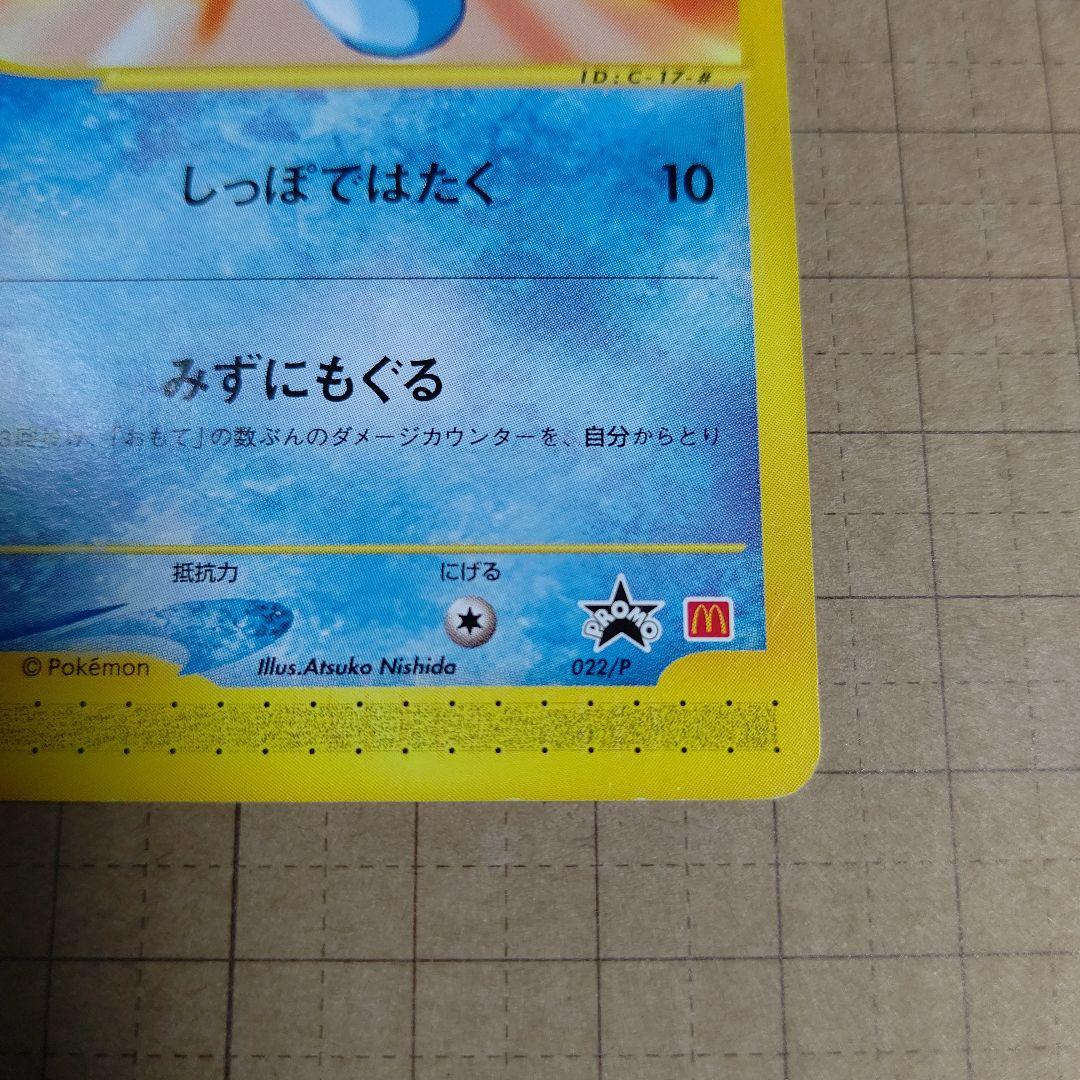 ID: C-17-#
しっぽではたく 10
みずにもぐる
「おもて」の数ぶんのダメージカウンターを、自分からとり
抵抗力 にげる
PROMO
©Pokémon Illus.Atsuko Nishida 022/P